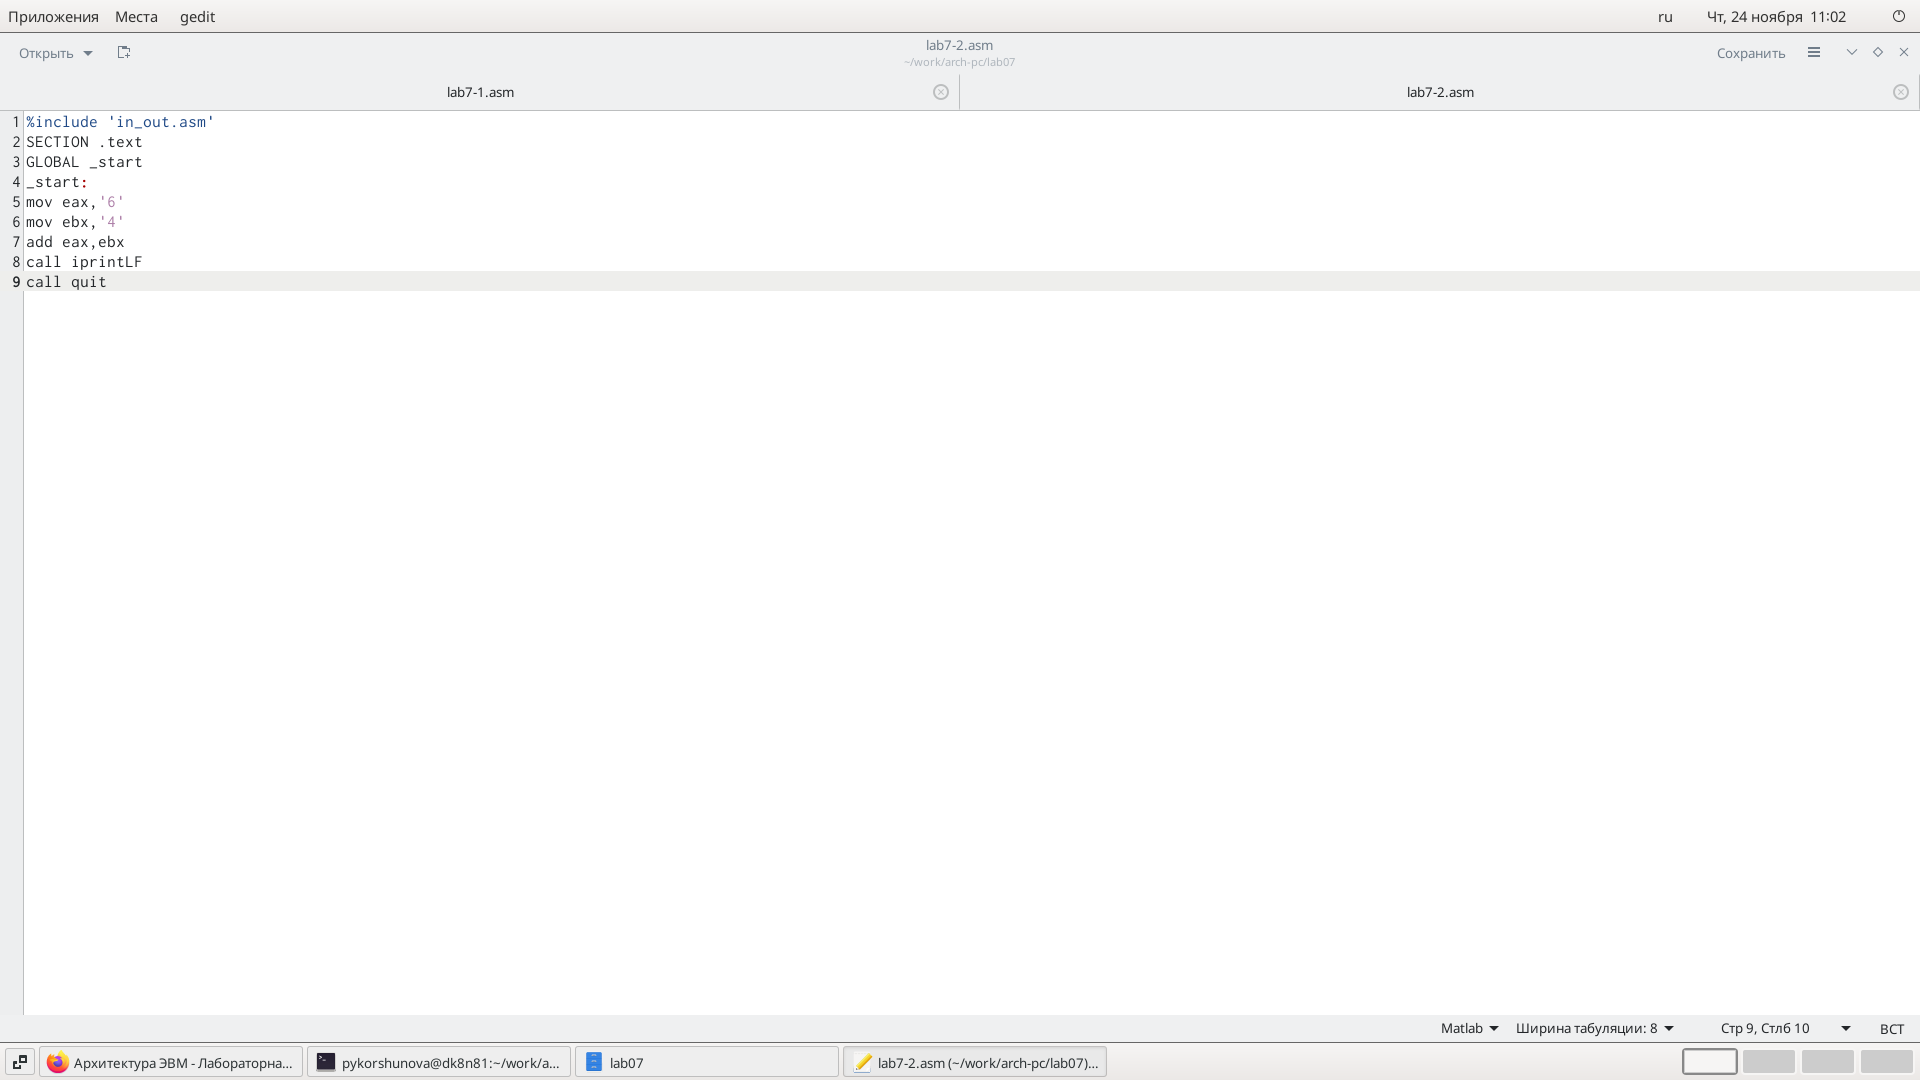 Приложения Места gedit ru Чт, 24 ноября 11:02
Открыть lab7-2.asm Сохранить
~/work/arch-pc/lab07
lab7-1.asm lab7-2.asm
1 %include 'in_out.asm'
2 SECTION .text
3 GLOBAL _start
4 _start:
5 mov eax,'6'
6 mov ebx,'4'
7 add eax,ebx
8 call iprintLF
9 call quit
Matlab Ширина табуляции: 8 Стр 9, Стлб 10 ВСТ
Архитектура ЭВМ - Лабораторна... pykorshunova@dk8n81:~/work/a... lab07 lab7-2.asm (~/work/arch-pc/lab07)...